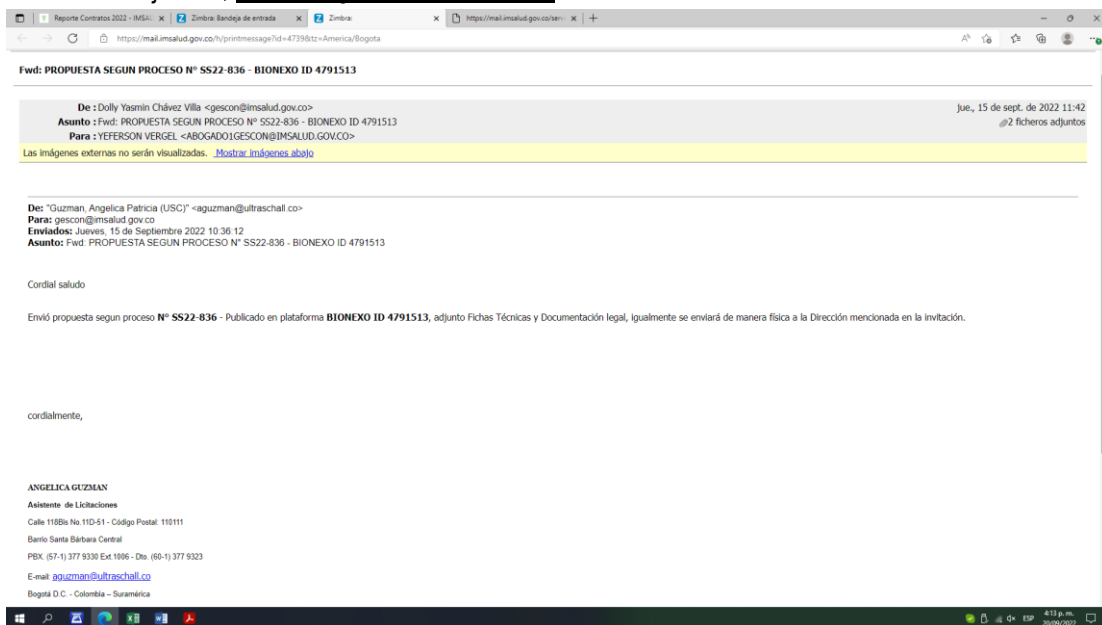 Reporte Contratos 2022 - IMSAL
Zimbra: Bandeja de entrada
Zimbra:
https://mail.imsalud.gov.co/serv
https://mail.imsalud.gov.co/h/printmessage?id=4739&tz=America/Bogota
Fwd: PROPUESTA SEGUN PROCESO N° SS22-836 - BIONEXO ID 4791513
De : Dolly Yasmin Chávez Villa <gescon@imsalud.gov.co>
jue., 15 de sept. de 2022 11:42
Asunto : Fwd: PROPUESTA SEGUN PROCESO N° SS22-836 - BIONEXO ID 4791513
2 ficheros adjuntos
Para : YEFERSON VERGEL <ABOGADO1GESCON@IMSALUD.GOV.CO>
Las imágenes externas no serán visualizadas. Mostrar imágenes abajo
De: "Guzman, Angelica Patricia (USC)" <aguzman@ultraschall.co>
Para: gescon@imsalud.gov.co
Enviados: Jueves, 15 de Septiembre 2022 10:36:12
Asunto: Fwd: PROPUESTA SEGUN PROCESO N° SS22-836 - BIONEXO ID 4791513
Cordial saludo
Envió propuesta segun proceso N° SS22-836 - Publicado en plataforma BIONEXO ID 4791513, adjunto Fichas Técnicas y Documentación legal, igualmente se enviará de manera física a la Dirección mencionada en la invitación.
cordialmente,
ANGELICA GUZMAN
Asistente de Licitaciones
Calle 118Bis No.11D-51 - Código Postal: 110111
Barrio Santa Bárbara Central
PBX. (57-1) 377 9330 Ext.1006 - Dto. (60-1) 377 9323
E-mail: aguzman@ultraschall.co
Bogotá D.C. - Colombia – Suramérica
ESP
4:13 p. m.
20/09/2022